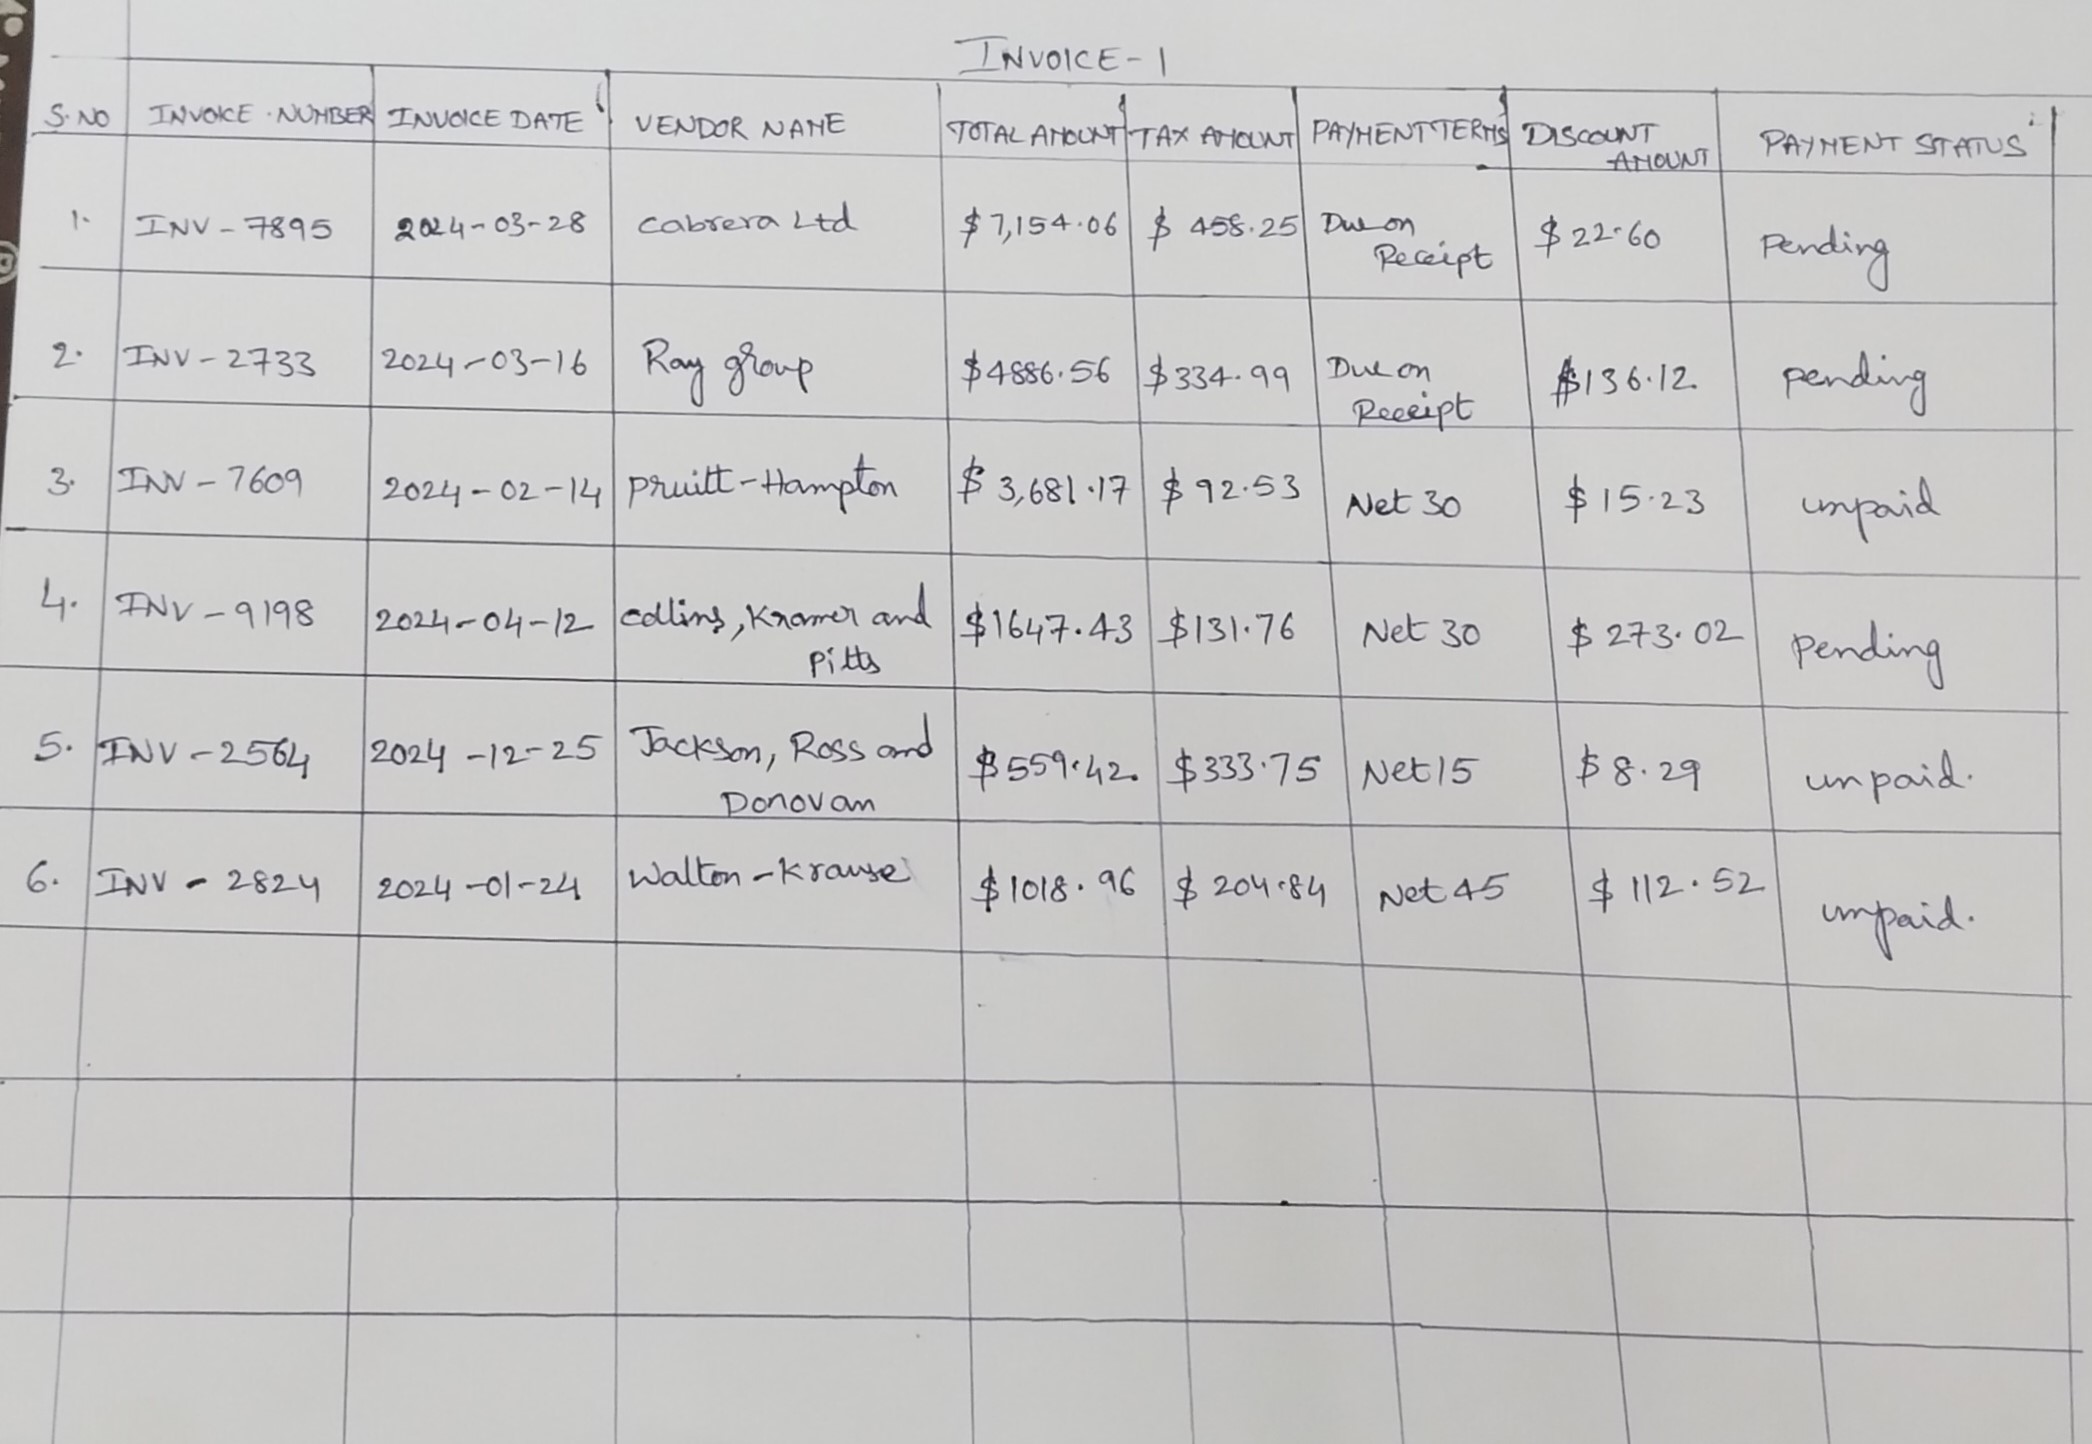 INVOICE-1
S.NO INVOICE NUMBER INVOICE DATE VENDOR NAME TOTAL AMOUNT TAX AMOUNT PAYMENT TERMS DISCOUNT AMOUNT PAYMENT STATUS
1. INV-7895 2024-03-28 Cabrera Ltd $7,154.06 $458.25 Due on Receipt $22.60 Pending
2. INV-2733 2024-03-16 Ray group $4886.56 $334.99 Due on Receipt $136.12 pending
3. INV-7609 2024-02-14 Pruitt-Hampton $3,681.17 $92.53 Net 30 $15.23 unpaid
4. INV-9198 2024-04-12 collins, Kramer and Pitts $1647.43 $131.76 Net 30 $273.02 Pending
5. INV-2564 2024-12-25 Jackson, Ross and Donovan $559.42. $333.75 Net 15 $8.29 unpaid.
6. INV-2824 2024-01-24 Walton-Krause $1018.96 $204.84 Net 45 $112.52 unpaid.